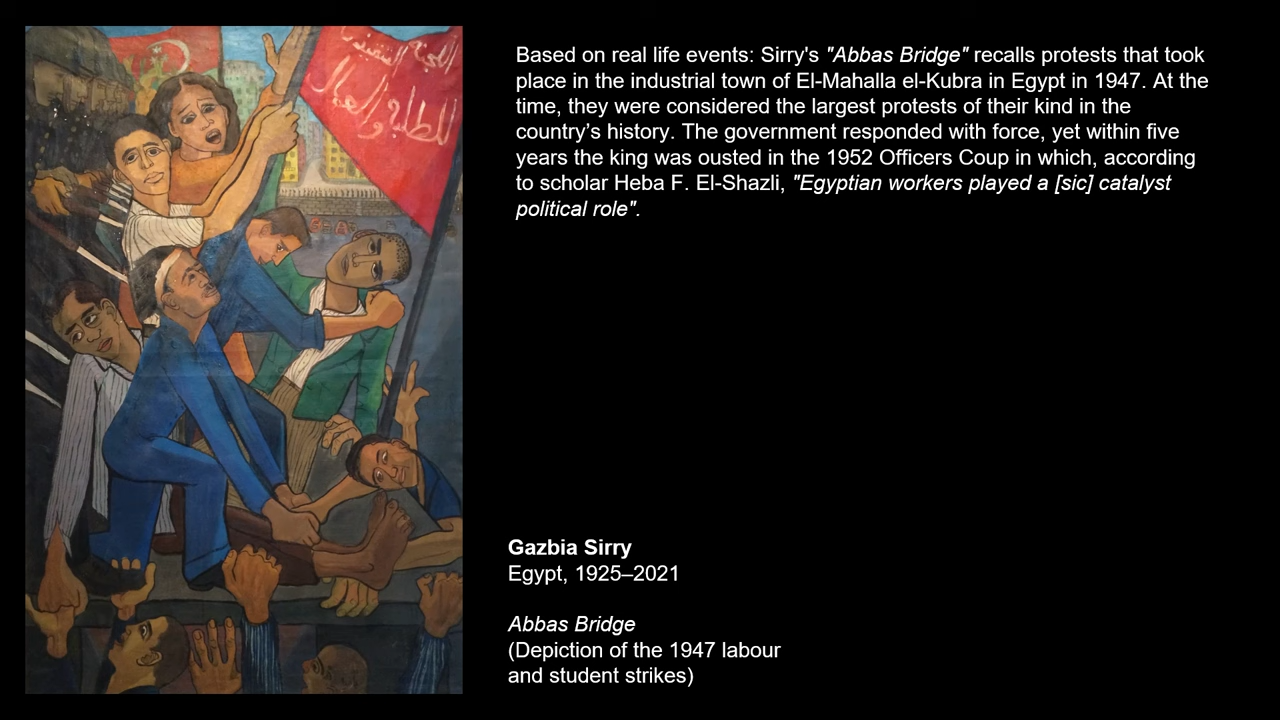 Based on real life events: Sirry's "Abbas Bridge" recalls protests that took
place in the industrial town of El-Mahalla el-Kubra in Egypt in 1947. At the
time, they were considered the largest protests of their kind in the
country’s history. The government responded with force, yet within five
years the king was ousted in the 1952 Officers Coup in which, according
to scholar Heba F. El-Shazli, "Egyptian workers played a [sic] catalyst
political role".
اللجنة التنفيذية
للطلبة والعمال
Gazbia Sirry
Egypt, 1925–2021
Abbas Bridge
(Depiction of the 1947 labour
and student strikes)